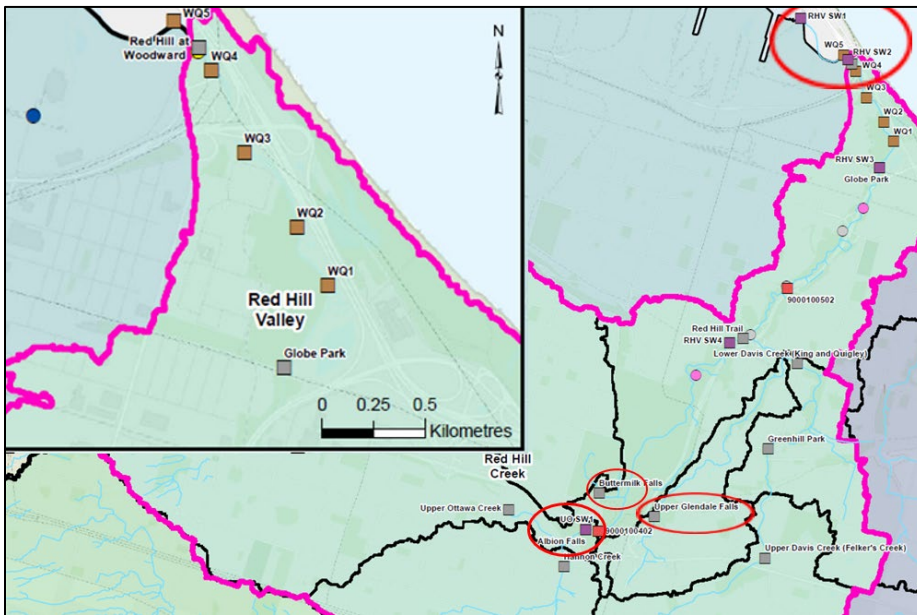 WQ5
Red Hill at
Woodward
WQ4
N
WQ3
WQ2
WQ1
Red Hill
Valley
Globe Park
0 0.25 0.5
Kilometres
RHV SW1
WQ5
RHV SW2
WQ4
WQ3
WQ2
WQ1
RHV SW3
Globe Park
9000100502
Red Hill Trail
RHV SW4
Lower Davis Creek (King and Quigley)
Greenhill Park
Red Hill
Creek
Buttermilk Falls
Upper Ottawa Creek
Upper Glendale Falls
UO SW1
9000100402
Albion Falls
Hannon Creek
Upper Davis Creek (Felker's Creek)